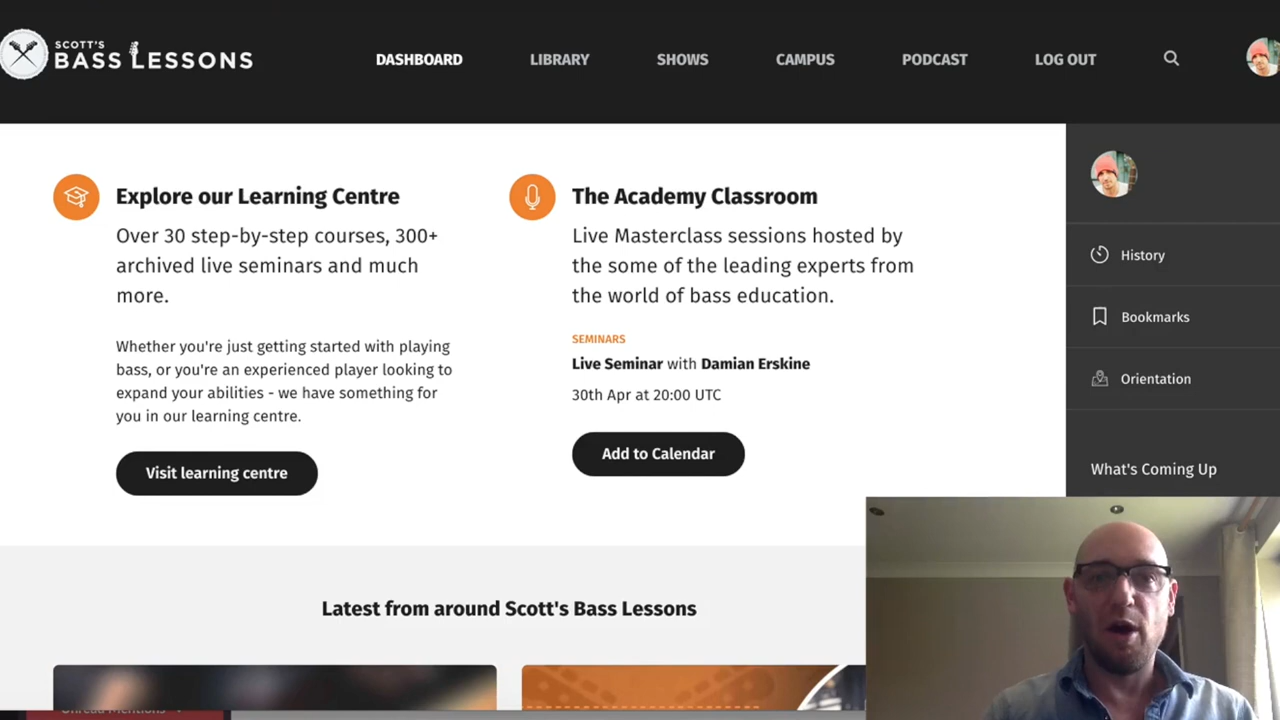 SCOTT'S
BASS LESSONS
DASHBOARD
LIBRARY
SHOWS
CAMPUS
PODCAST
LOG OUT
Explore our Learning Centre
Over 30 step-by-step courses, 300+
archived live seminars and much
more.
Whether you're just getting started with playing
bass, or you're an experienced player looking to
expand your abilities - we have something for
you in our learning centre.
Visit learning centre
The Academy Classroom
Live Masterclass sessions hosted by
the some of the leading experts from
the world of bass education.
SEMINARS
Live Seminar with Damian Erskine
30th Apr at 20:00 UTC
Add to Calendar
History
Bookmarks
Orientation
What's Coming Up
Latest from around Scott's Bass Lessons
Unread Mentions